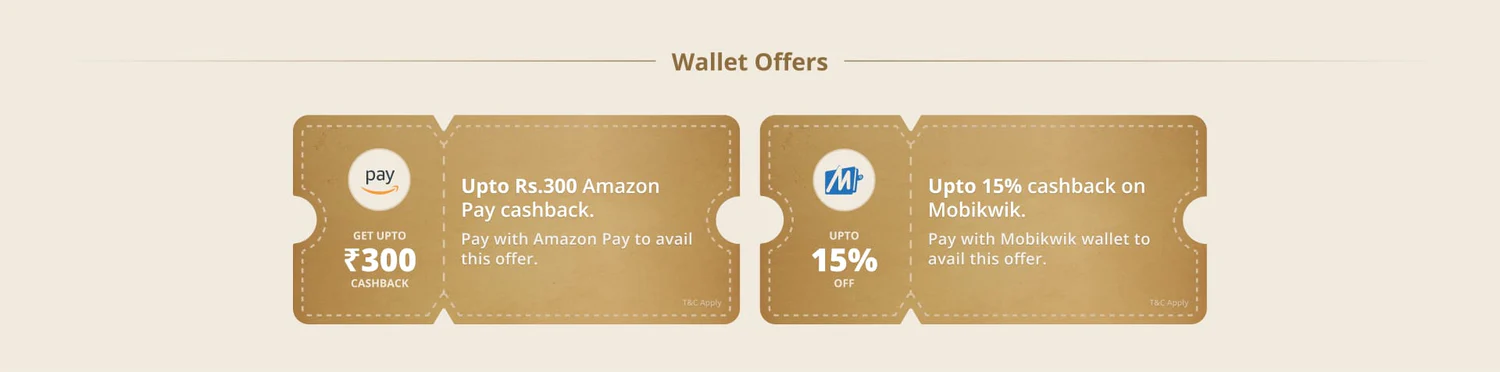 Wallet Offers
pay
GET UPTO
₹300
CASHBACK
Upto Rs.300 Amazon
Pay cashback.
Pay with Amazon Pay to avail
this offer.
T&C Apply
M
UPTO
15%
OFF
Upto 15% cashback on
Mobikwik.
Pay with Mobikwik wallet to
avail this offer.
T&C Apply